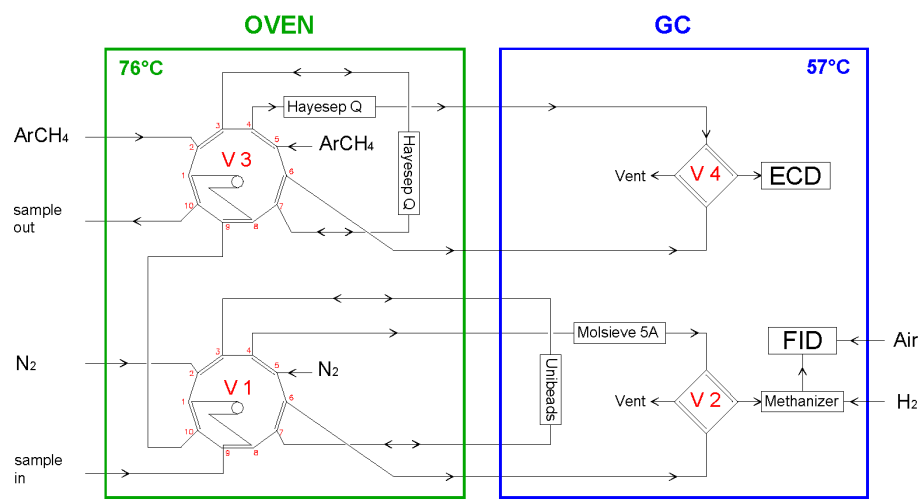 OVEN
GC
76°C
57°C
3
4
Hayesep Q
ArCH4
2
5
ArCH4
Hayesep Q
V 3
V 4
1
6
Vent
ECD
sample
out
10
7
9
8
3
4
Molsieve 5A
FID
Air
N2
2
5
N2
Unibeads
V 1
V 2
1
6
Vent
Methanizer
H2
10
7
9
8
sample
in